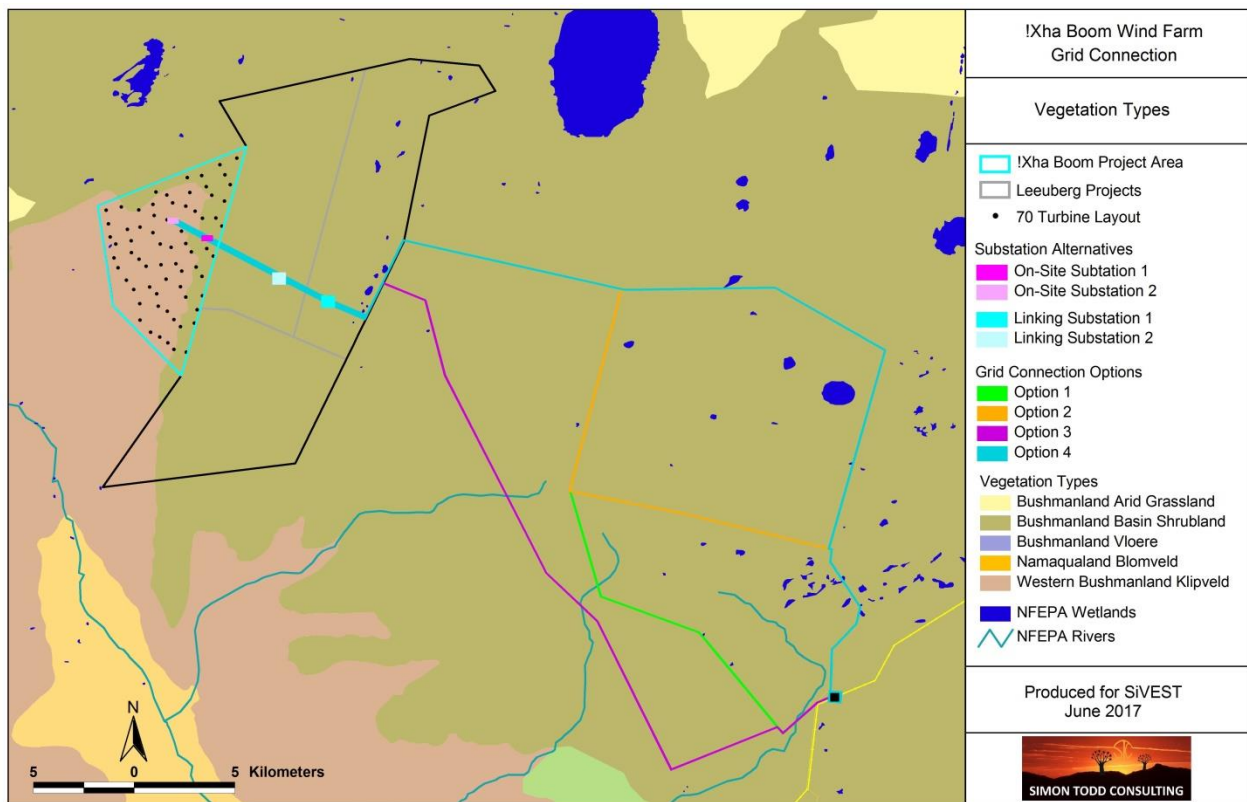 !Xha Boom Wind Farm
Grid Connection
Vegetation Types
!Xha Boom Project Area
Leeuberg Projects
70 Turbine Layout
Substation Alternatives
On-Site Subtation 1
On-Site Substation 2
Linking Substation 1
Linking Substation 2
Grid Connection Options
Option 1
Option 2
Option 3
Option 4
Vegetation Types
Bushmanland Arid Grassland
Bushmanland Basin Shrubland
Bushmanland Vloere
Namaqualand Blomveld
Western Bushmanland Klipveld
NFEPA Wetlands
NFEPA Rivers
Produced for SiVEST
June 2017
SIMON TODD CONSULTING
N
5 0 5 Kilometers